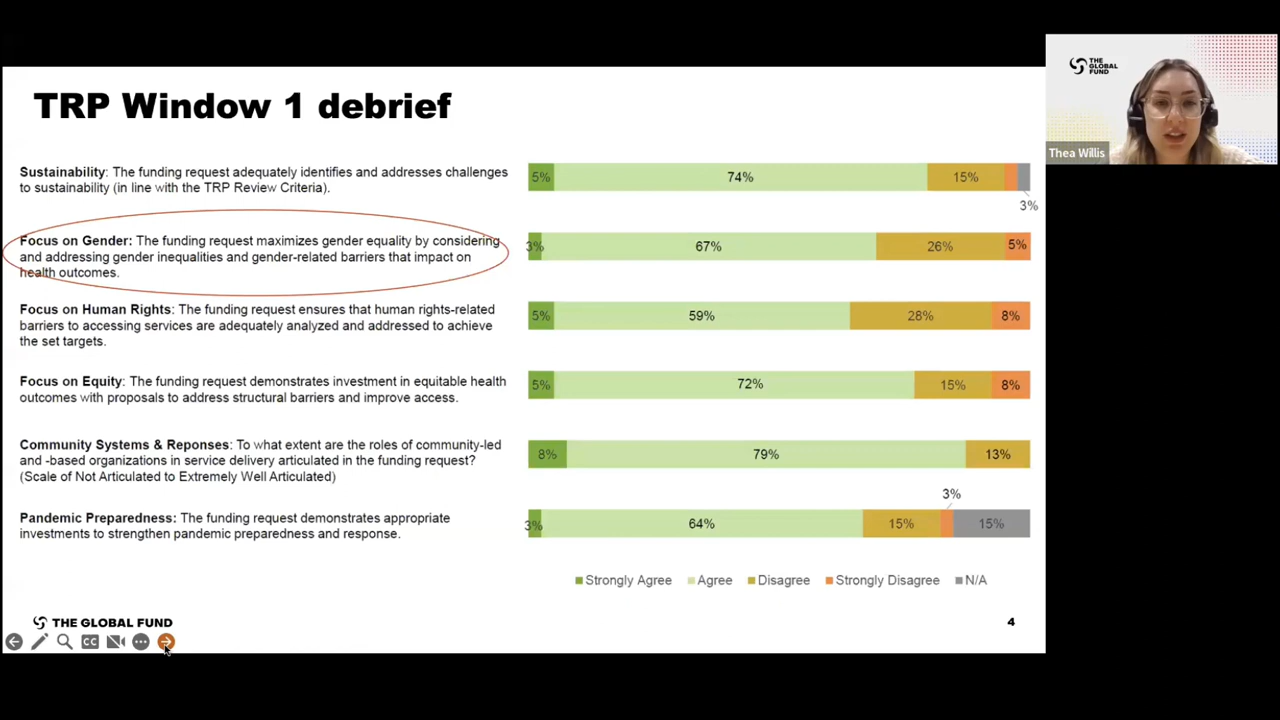 TRP Window 1 debrief
THE
GLOBAL
FUND
Thea Willis
Sustainability: The funding request adequately identifies and addresses challenges
to sustainability (in line with the TRP Review Criteria).
5%
74%
15%
3%
Focus on Gender: The funding request maximizes gender equality by considering
and addressing gender inequalities and gender-related barriers that impact on
health outcomes.
3%
67%
26%
5%
Focus on Human Rights: The funding request ensures that human rights-related
barriers to accessing services are adequately analyzed and addressed to achieve
the set targets.
5%
59%
28%
8%
Focus on Equity: The funding request demonstrates investment in equitable health
outcomes with proposals to address structural barriers and improve access.
5%
72%
15%
8%
Community Systems & Reponses: To what extent are the roles of community-led
and -based organizations in service delivery articulated in the funding request?
(Scale of Not Articulated to Extremely Well Articulated)
8%
79%
13%
Pandemic Preparedness: The funding request demonstrates appropriate
investments to strengthen pandemic preparedness and response.
3%
64%
15%
3%
15%
Strongly Agree Agree Disagree Strongly Disagree N/A
THE GLOBAL FUND
4
CC